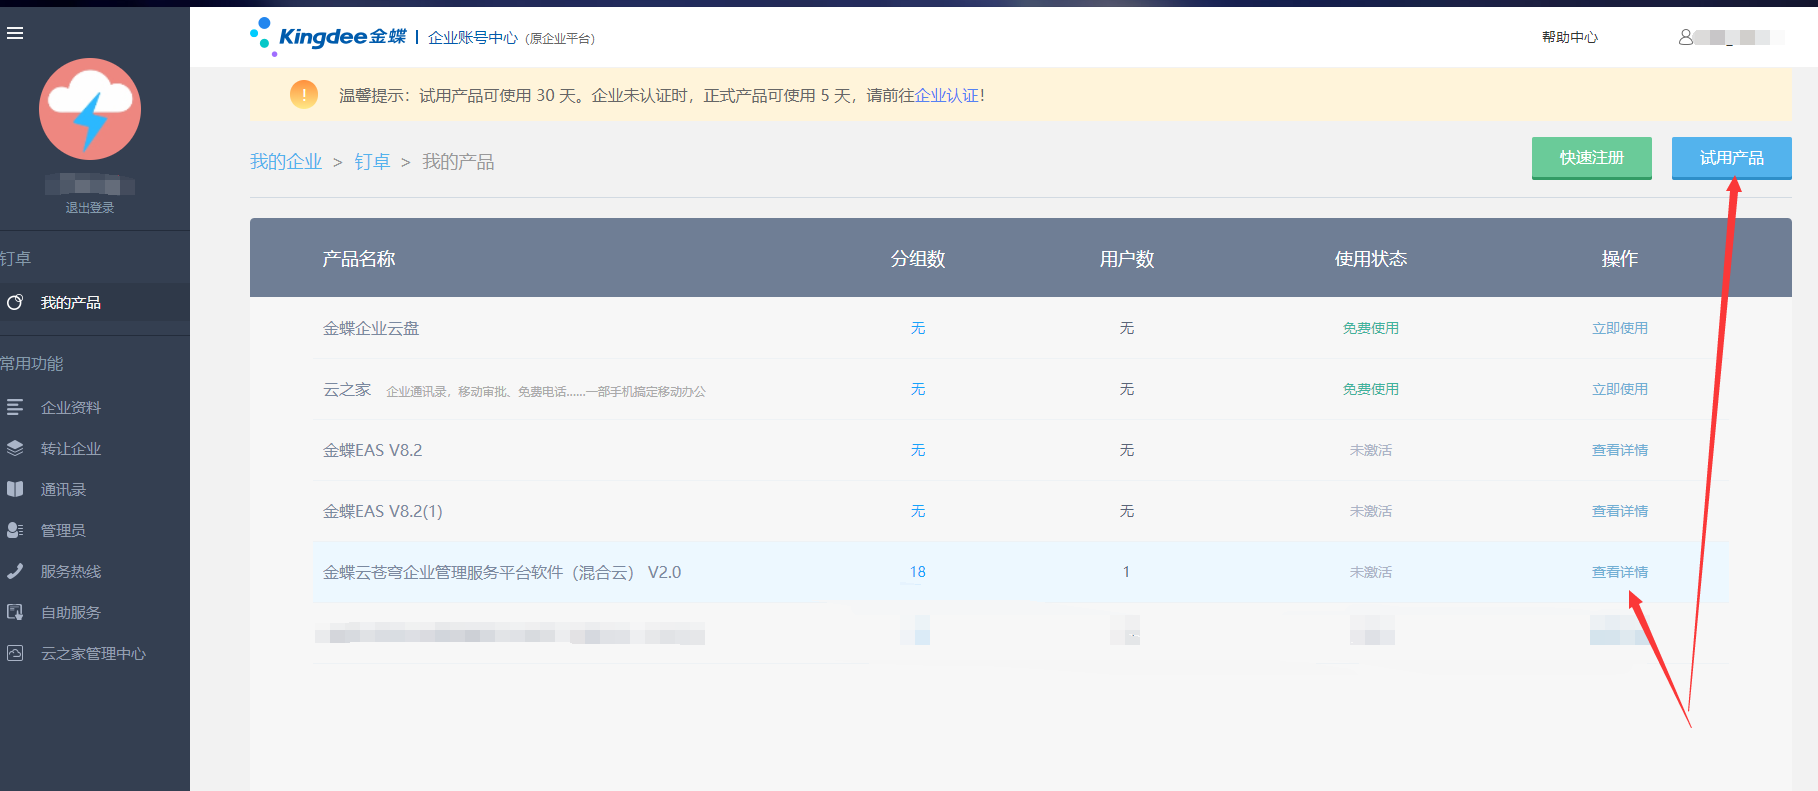 Kingdee金蝶 | 企业账号中心（原企业平台）
帮助中心
温馨提示：试用产品可使用 30 天。企业未认证时，正式产品可使用 5 天，请前往企业认证！
我的企业 > 钉卓 > 我的产品
快速注册
试用产品
退出登录
钉卓
我的产品
常用功能
企业资料
转让企业
通讯录
管理员
服务热线
自助服务
云之家管理中心
产品名称 分组数 用户数 使用状态 操作
金蝶企业云盘 无 无 免费使用 立即使用
云之家 企业通讯录，移动审批、免费电话......一部手机搞定移动办公 无 无 免费使用 立即使用
金蝶EAS V8.2 无 无 未激活 查看详情
金蝶EAS V8.2(1) 无 无 未激活 查看详情
金蝶云苍穹企业管理服务平台软件（混合云） V2.0 18 1 未激活 查看详情